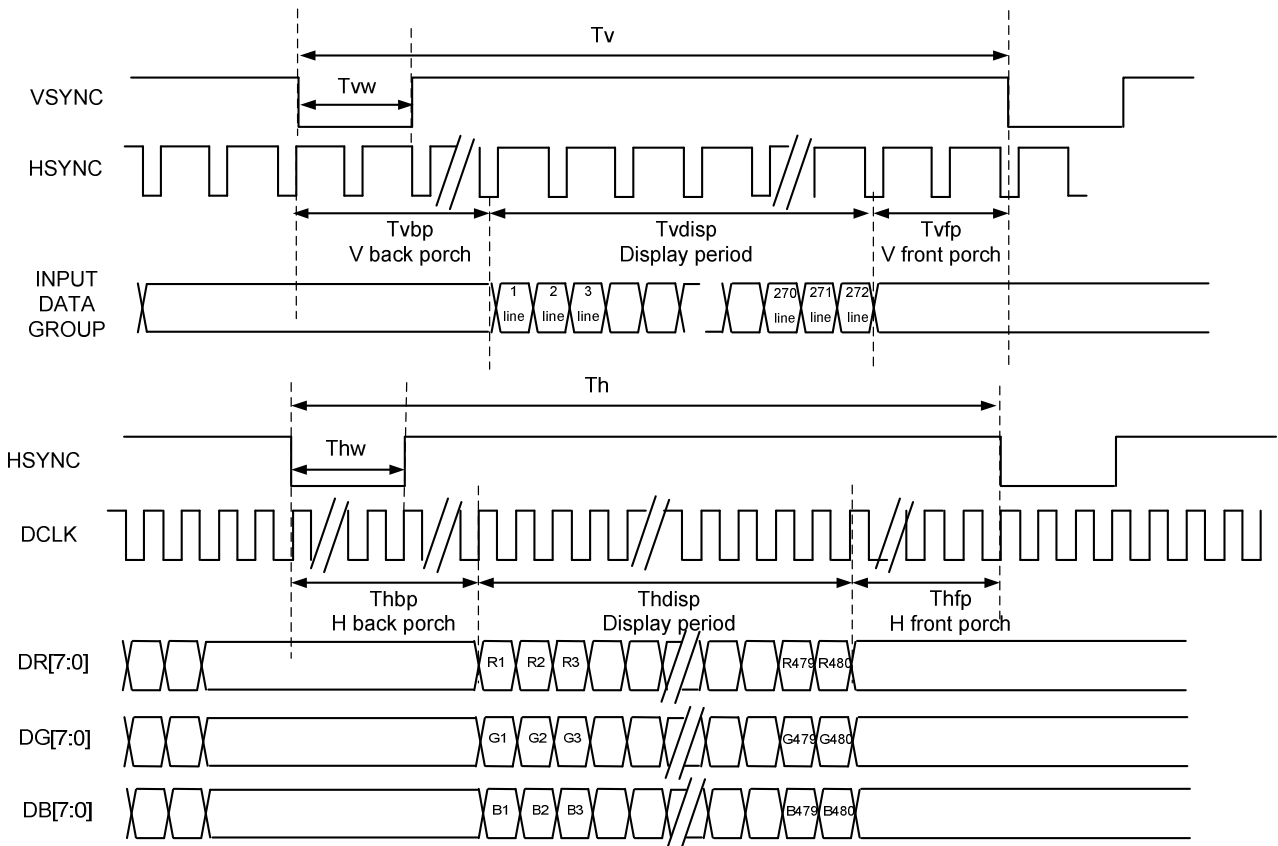 Tv
VSYNC
Tvw
HSYNC
Tvbp
V back porch
Tvdisp
Display period
Tvfp
V front porch
INPUT
DATA
GROUP
1
line
2
line
3
line
270
line
271
line
272
line
Th
HSYNC
Thw
DCLK
Thbp
H back porch
Thdisp
Display period
Thfp
H front porch
DR[7:0]
R1
R2
R3
R479
R480
DG[7:0]
G1
G2
G3
G479
G480
DB[7:0]
B1
B2
B3
B479
B480